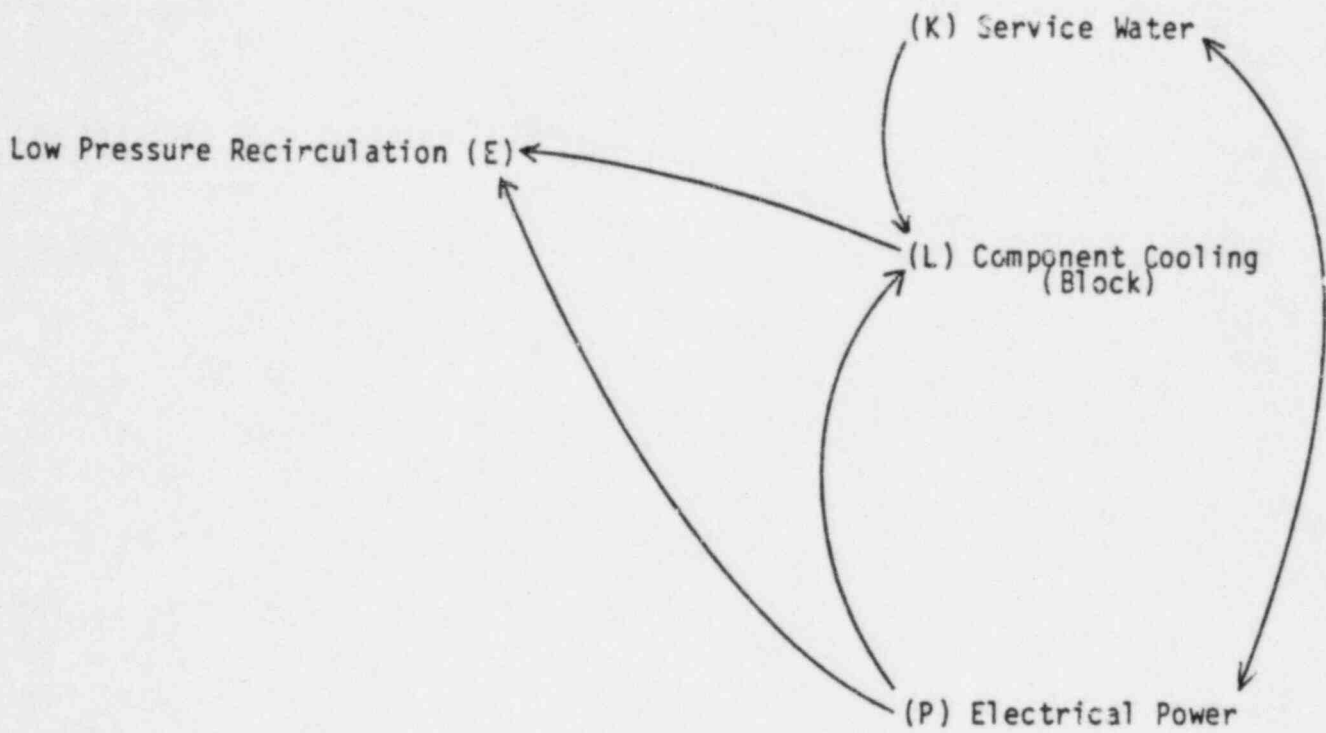 (K) Service Water
Low Pressure Recirculation (E)
(L) Component Cooling
(Block)
(P) Electrical Power